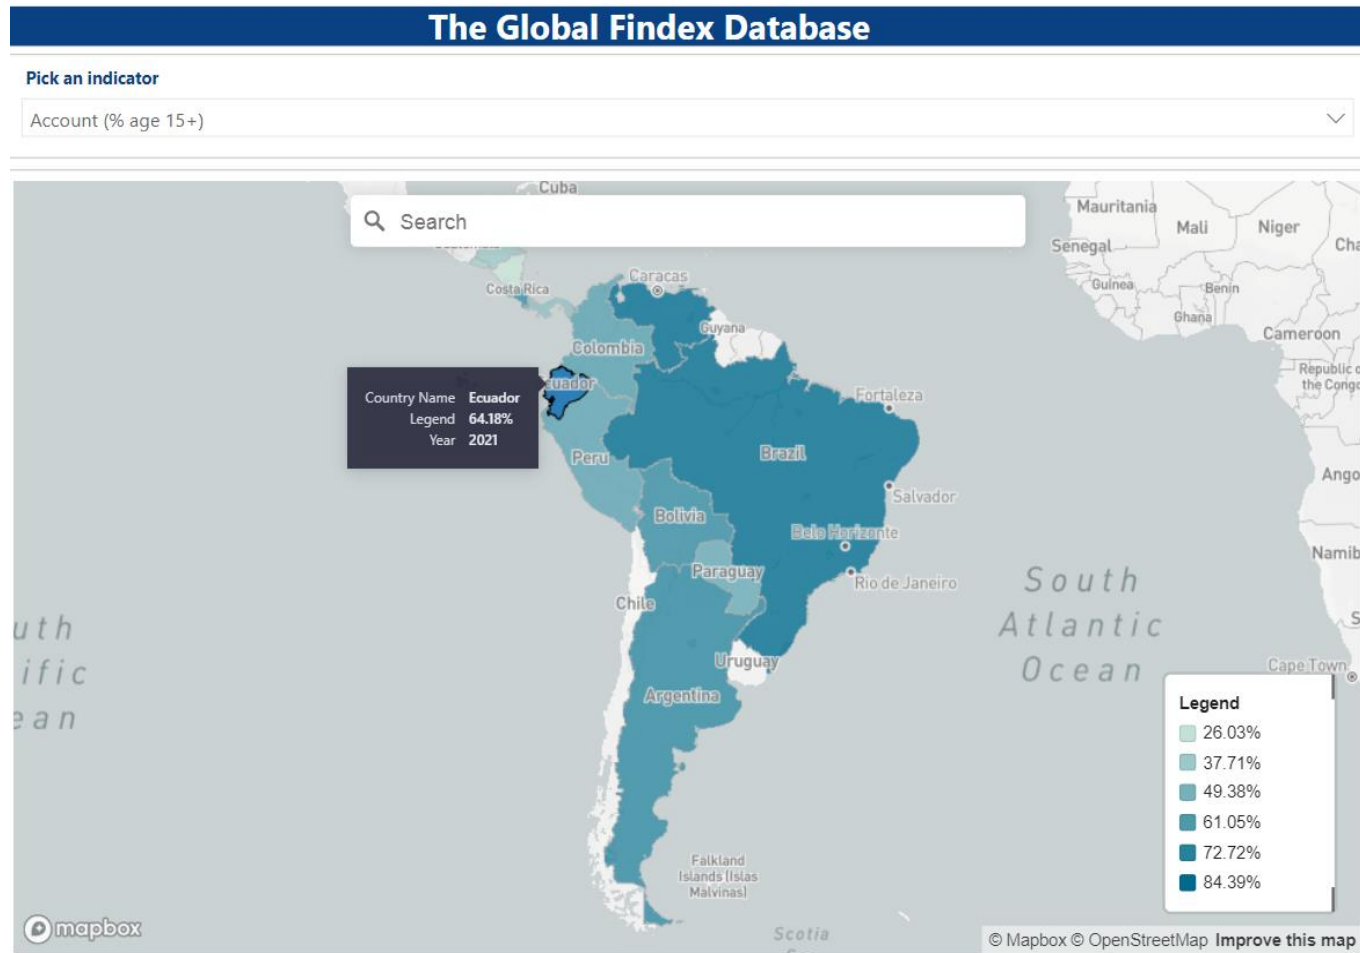 The Global Findex Database
Pick an indicator
Account (% age 15+)
Cuba
Search
Mauritania
Mali
Niger
Senegal
Costa Rica
Caracas
Guinea
Benin
Ghana
Guyana
Cameroon
Colombia
Country Name Ecuador
Legend 64.18%
Year 2021
Fortaleza
Brazil
Peru
Salvador
Bolivia
Belo Horizonte
Paraguay
Rio de Janeiro
Chile
South
Atlantic
Ocean
Uruguay
Argentina
Cape Town
Legend
26.03%
37.71%
49.38%
61.05%
72.72%
84.39%
Falkland
Islands (Islas
Malvinas)
mapbox
Scotia
© Mapbox © OpenStreetMap Improve this map